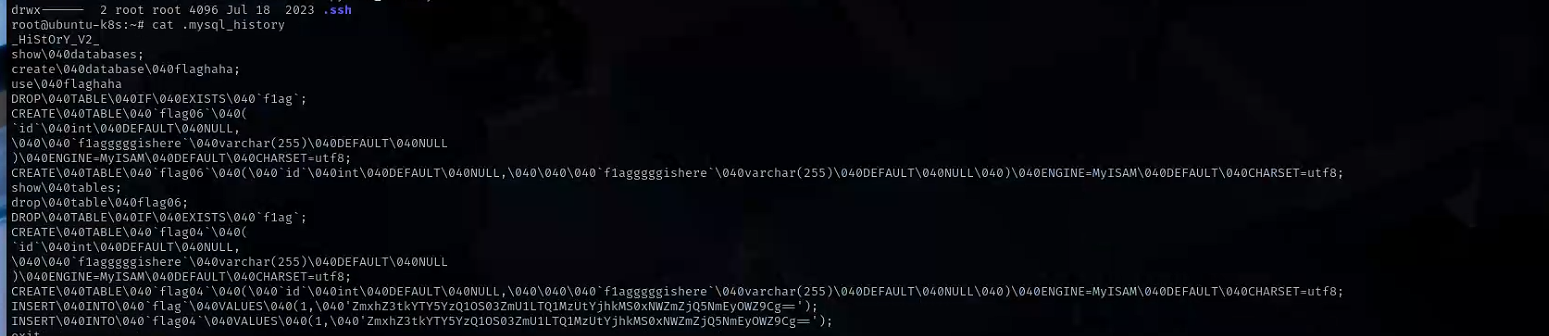 drwx------  2 root root 4096 Jul 18  2023 .ssh
root@ubuntu-k8s:~# cat .mysql_history
_HiStOrY_V2_
show\040databases;
create\040database\040flaghaha;
use\040flaghaha
DROP\040TABLE\040IF\040EXISTS\040`f1ag`;
CREATE\040TABLE\040`flag06`\040(
`id`\040int\040DEFAULT\040NULL,
\040\040`f1agggggishere`\040varchar(255)\040DEFAULT\040NULL
)\040ENGINE=MyISAM\040DEFAULT\040CHARSET=utf8;
CREATE\040TABLE\040`flag06`\040(\040`id`\040int\040DEFAULT\040NULL,\040\040\040`f1agggggishere`\040varchar(255)\040DEFAULT\040NULL\040)\040ENGINE=MyISAM\040DEFAULT\040CHARSET=utf8;
show\040tables;
drop\040table\040flag06;
DROP\040TABLE\040IF\040EXISTS\040`f1ag`;
CREATE\040TABLE\040`flag04`\040(
`id`\040int\040DEFAULT\040NULL,
\040\040`f1agggggishere`\040varchar(255)\040DEFAULT\040NULL
)\040ENGINE=MyISAM\040DEFAULT\040CHARSET=utf8;
CREATE\040TABLE\040`flag04`\040(\040`id`\040int\040DEFAULT\040NULL,\040\040\040`f1agggggishere`\040varchar(255)\040DEFAULT\040NULL\040)\040ENGINE=MyISAM\040DEFAULT\040CHARSET=utf8;
INSERT\040INTO\040`flag`\040VALUES\040(1,\040'ZmxhZ3tkYTY5YzQ1OS03ZmU1LTQ1MzUtYjhkMS0xNWZmZjQ5NmEyOWZ9Cg==');
INSERT\040INTO\040`flag04`\040VALUES\040(1,\040'ZmxhZ3tkYTY5YzQ1OS03ZmU1LTQ1MzUtYjhkMS0xNWZmZjQ5NmEyOWZ9Cg==');
exit